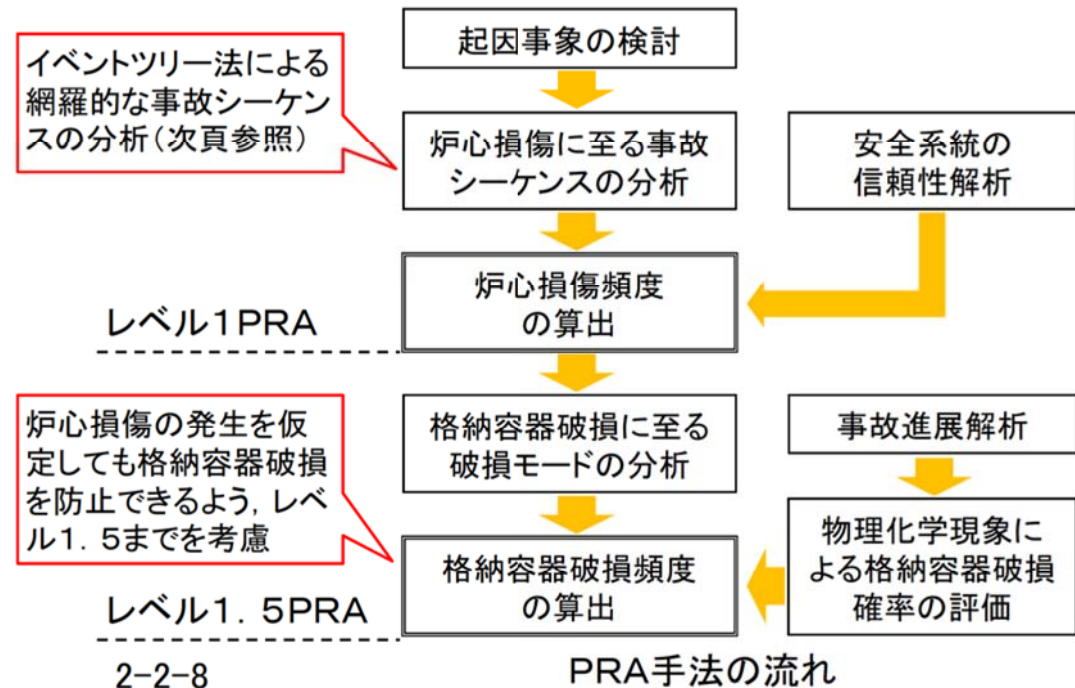 起因事象の検討
イベントツリー法による
網羅的な事故シーケン
スの分析(次頁参照)
炉心損傷に至る事故
シーケンスの分析
安全系統の
信頼性解析
炉心損傷頻度
の算出
レベル1PRA
炉心損傷の発生を仮
定しても格納容器破損
を防止できるよう,レベ
ル1.5までを考慮
格納容器破損に至る
破損モードの分析
事故進展解析
格納容器破損頻度
の算出
物理化学現象に
よる格納容器破損
確率の評価
レベル1.5PRA
2-2-8
PRA手法の流れ